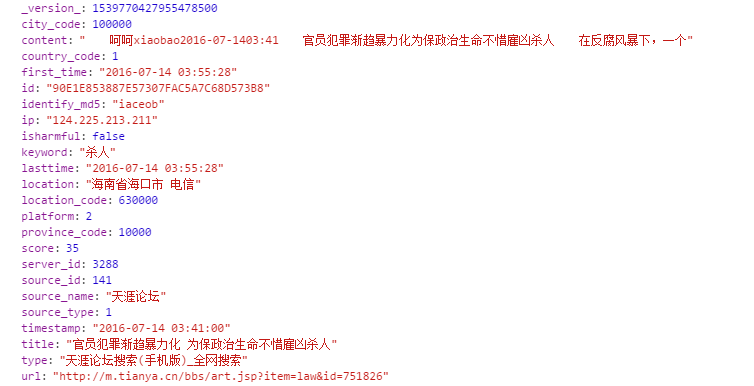 _version_: 1539770427955478500
city_code: 100000
content: "    呵呵xiaobao2016-07-1403:41    官员犯罪渐趋暴力化为保政治生命不惜雇凶杀人    在反腐风暴下，一个"
country_code: 1
first_time: "2016-07-14 03:55:28"
id: "90E1E853887E57307FAC5A7C68D573B8"
identify_md5: "iaceob"
ip: "124.225.213.211"
isharmful: false
keyword: "杀人"
lasttime: "2016-07-14 03:55:28"
location: "海南省海口市 电信"
location_code: 630000
platform: 2
province_code: 10000
score: 35
server_id: 3288
source_id: 141
source_name: "天涯论坛"
source_type: 1
timestamp: "2016-07-14 03:41:00"
title: "官员犯罪渐趋暴力化 为保政治生命不惜雇凶杀人"
type: "天涯论坛搜索(手机版)_全网搜索"
url: "http://m.tianya.cn/bbs/art.jsp?item=law&id=751826"